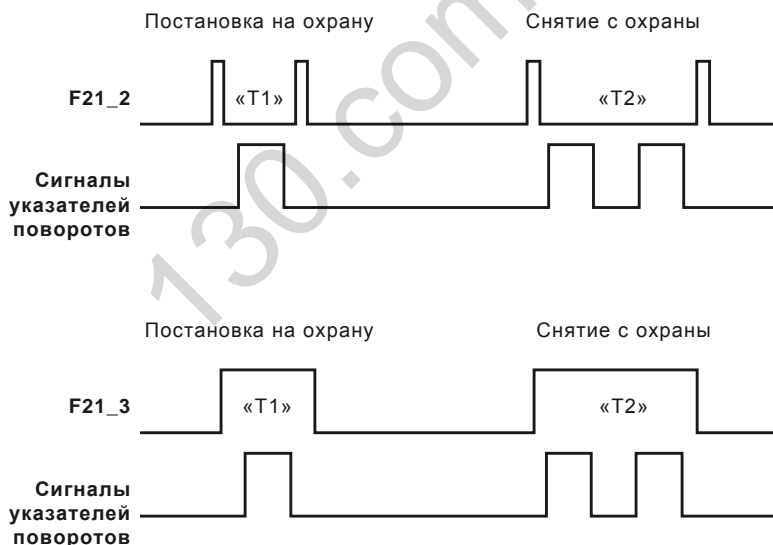 Постановка на охрану Снятие с охраны
F21_2 «T1» «T2»
Сигналы
указателей
поворотов
130.com
Постановка на охрану Снятие с охраны
F21_3 «T1» «T2»
Сигналы
указателей
поворотов